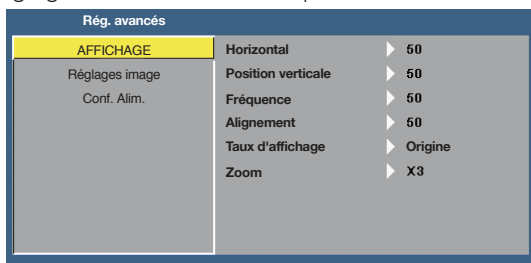 Rég. avancés
AFFICHAGE
Réglages image
Conf. Alim.
Horizontal 50
Position verticale 50
Fréquence 50
Alignement 50
Taux d'affichage Origine
Zoom X3